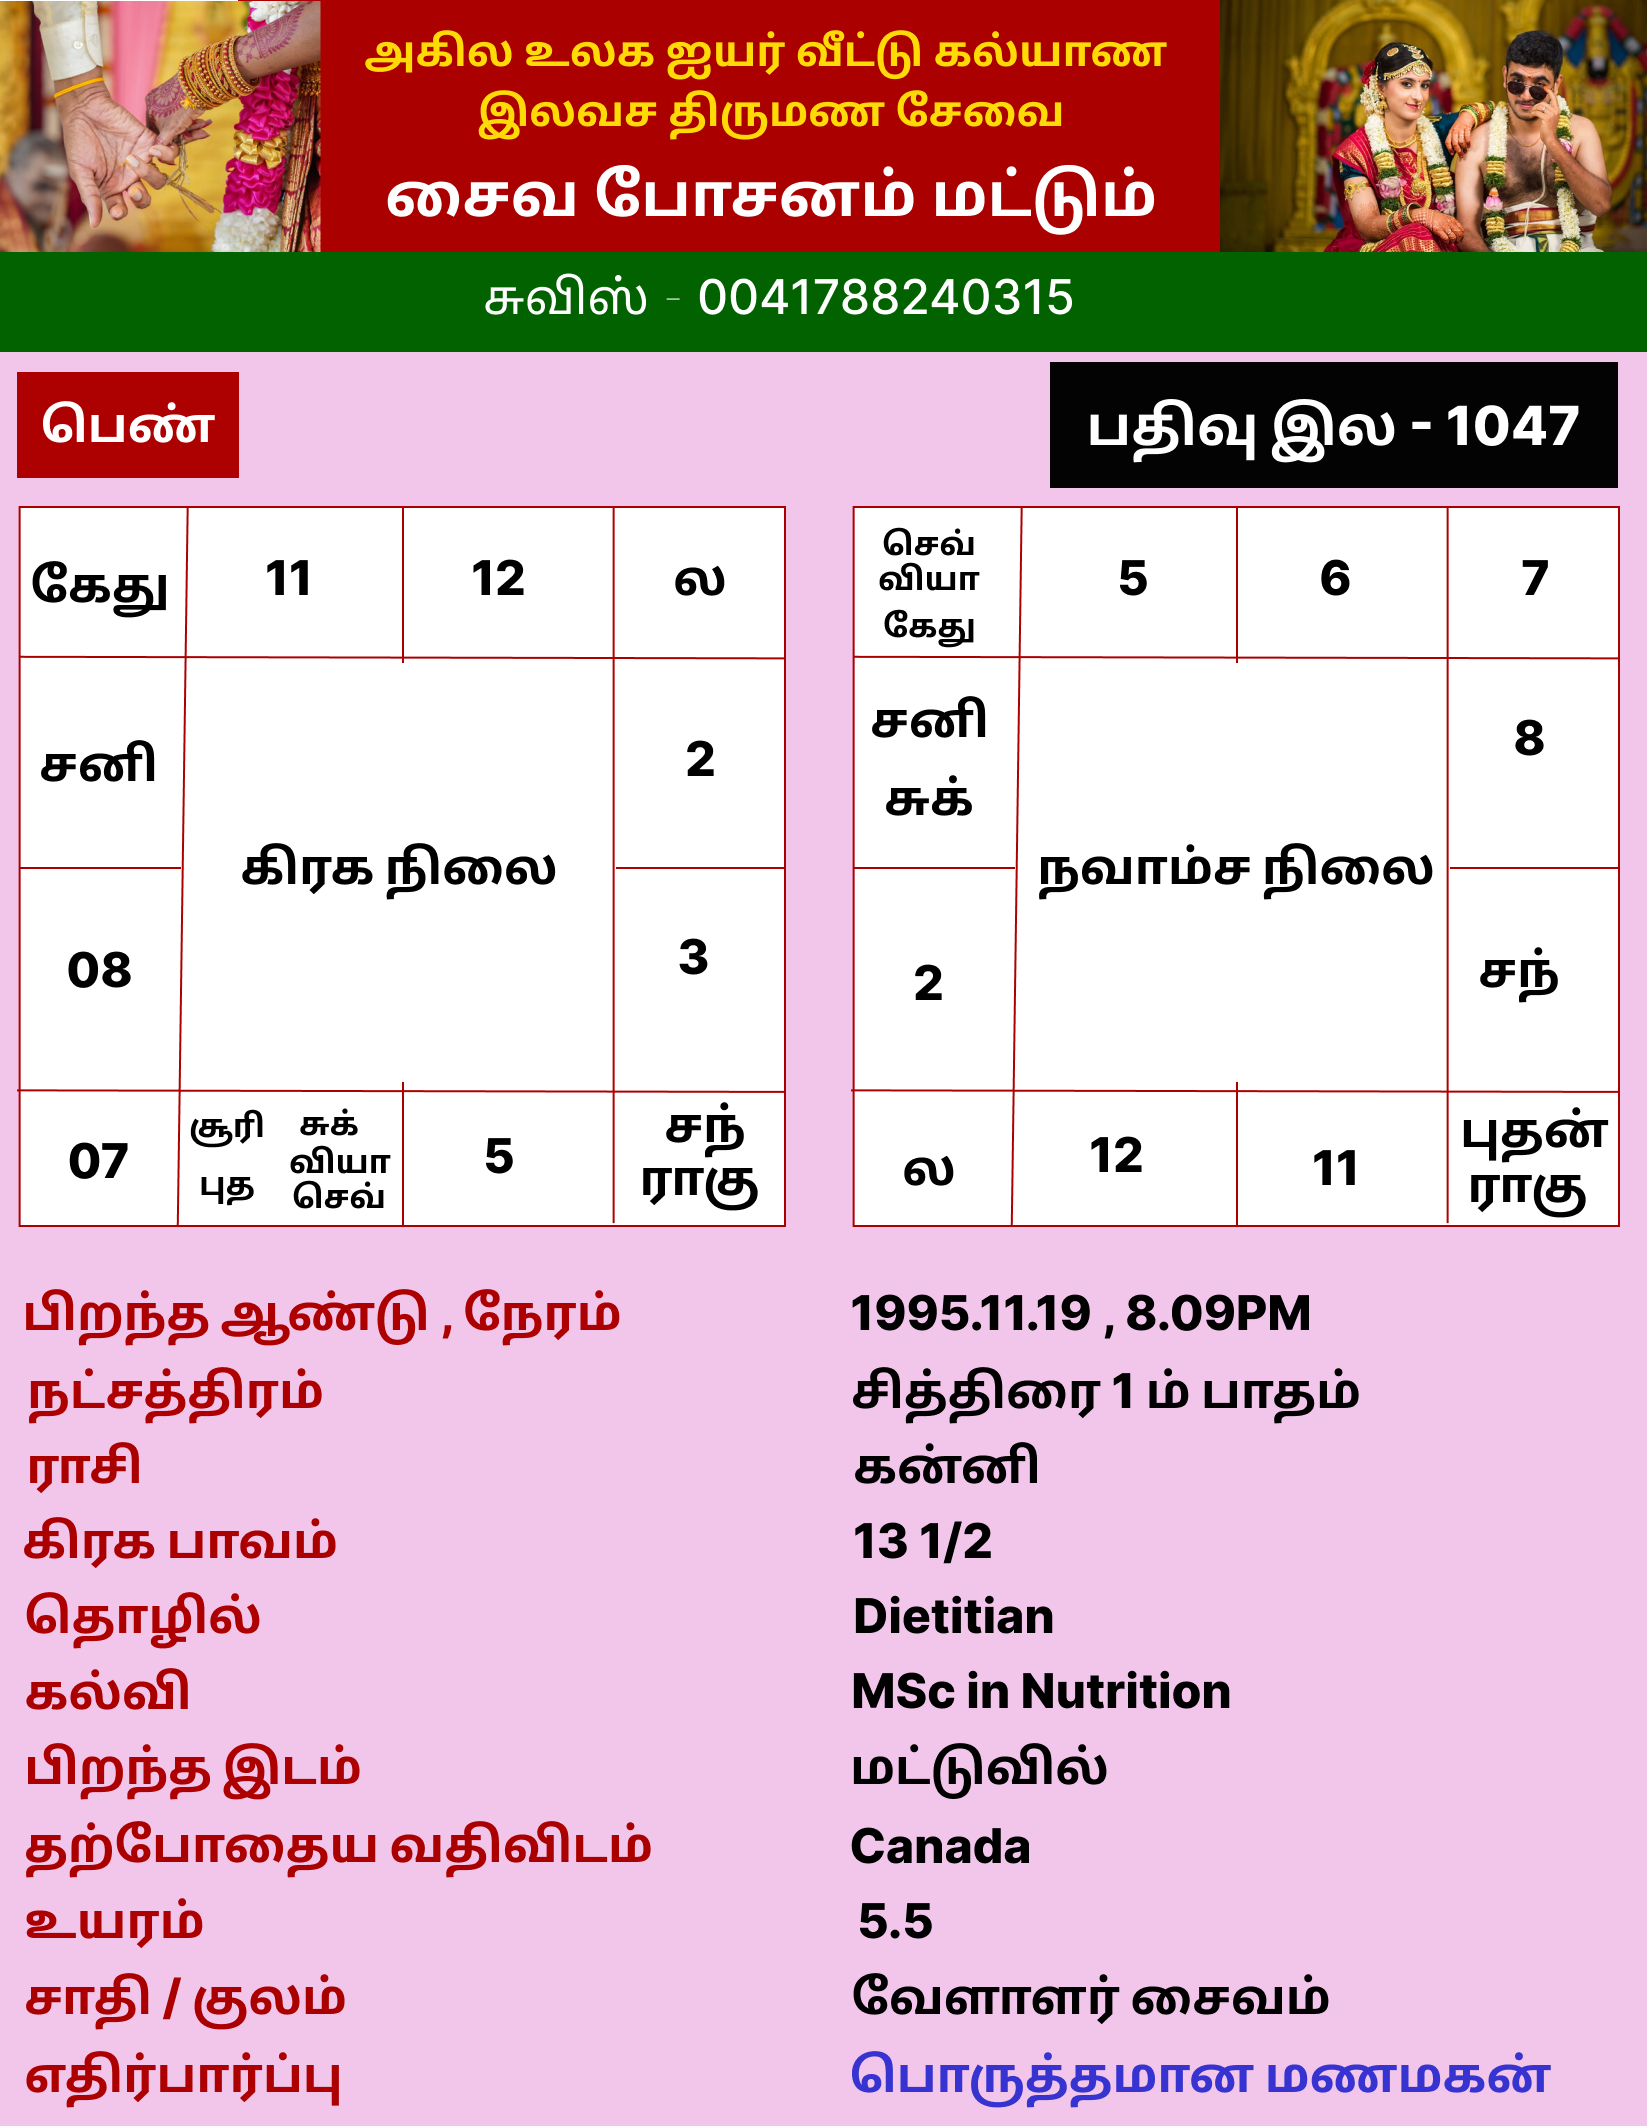 அகில உலக ஐயர் வீட்டு கல்யாண
இலவச திருமண சேவை
சைவ போசனம் மட்டும்
சுவிஸ் - 0041788240315
பெண்
பதிவு இல - 1047
கேது 11 12 ல
சனி 2
கிரக நிலை
08 3
07 சூரி புத சுக் வியா செவ் 5 சந் ராகு
செவ் வியா கேது 5 6 7
சனி சுக் 8
நவாம்ச நிலை
2 சந்
ல 12 11 புதன் ராகு
பிறந்த ஆண்டு , நேரம் 1995.11.19 , 8.09PM
நட்சத்திரம் சித்திரை 1 ம் பாதம்
ராசி கன்னி
கிரக பாவம் 13 1/2
தொழில் Dietitian
கல்வி MSc in Nutrition
பிறந்த இடம் மட்டுவில்
தற்போதைய வதிவிடம் Canada
உயரம் 5.5
சாதி / குலம் வேளாளர் சைவம்
எதிர்பார்ப்பு பொருத்தமான மணமகன்